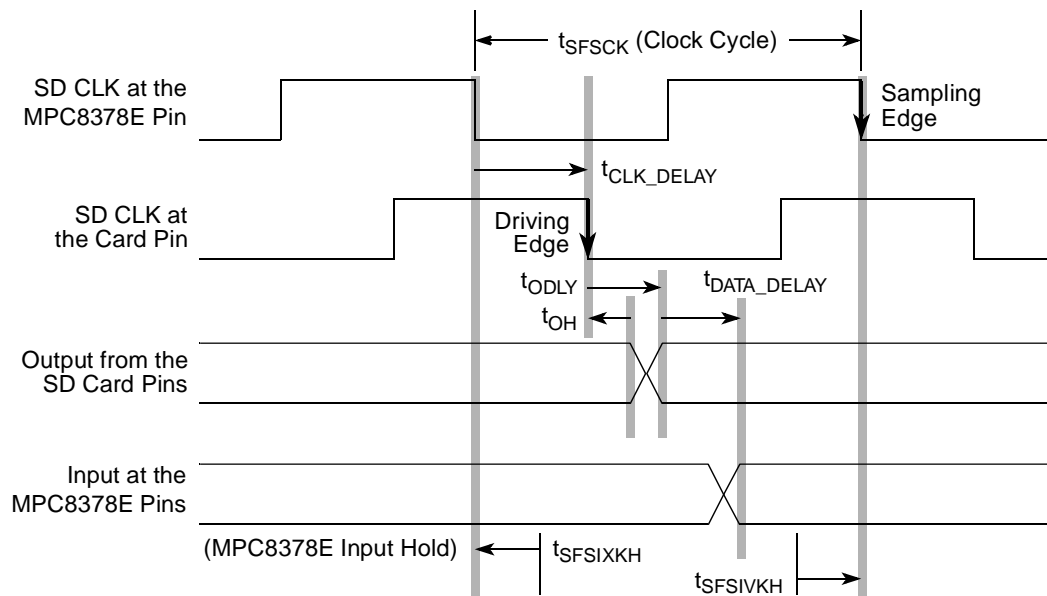 tSFSCK (Clock Cycle)
SD CLK at the
MPC8378E Pin
Sampling
Edge
tCLK_DELAY
SD CLK at
the Card Pin
Driving
Edge
tODLY
tDATA_DELAY
tOH
Output from the
SD Card Pins
Input at the
MPC8378E Pins
(MPC8378E Input Hold)
tSFSIXKH
tSFSIVKH